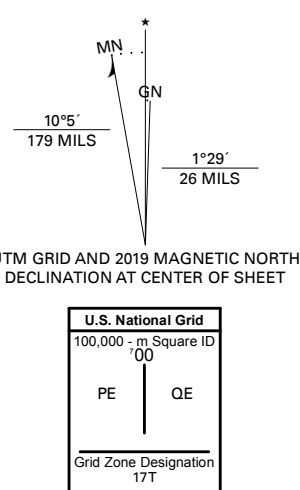 ★
MN
GN
10°5´
179 MILS
1°29´
26 MILS
UTM GRID AND 2019 MAGNETIC NORTH
DECLINATION AT CENTER OF SHEET
U.S. National Grid
100,000 - m Square ID
⁷00
PE QE
Grid Zone Designation
17T